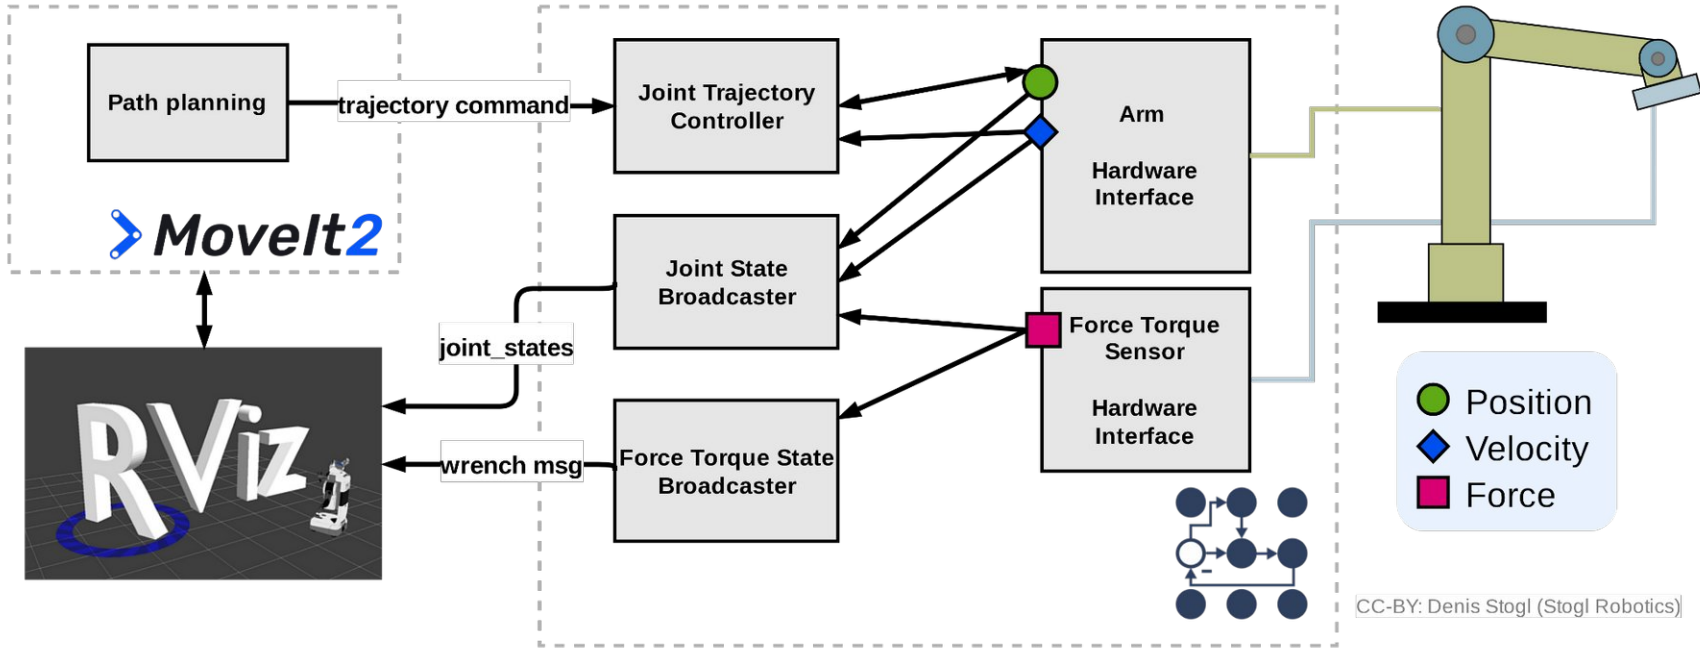 Path planning
trajectory command
MoveIt2
Joint Trajectory
Controller
Arm
Hardware
Interface
Joint State
Broadcaster
joint_states
Force Torque
Sensor
Hardware
Interface
RViz
wrench msg
Force Torque State
Broadcaster
Position
Velocity
Force
CC-BY: Denis Stogl (Stogl Robotics)